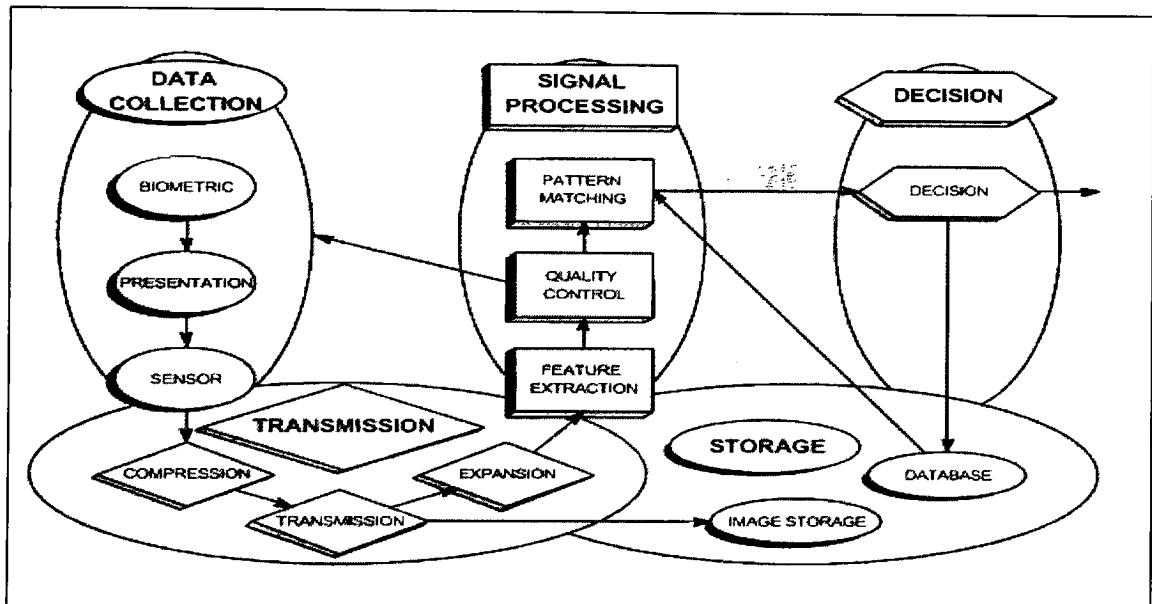 DATA
COLLECTION
BIOMETRIC
PRESENTATION
SENSOR
TRANSMISSION
COMPRESSION
TRANSMISSION
EXPANSION
SIGNAL
PROCESSING
PATTERN
MATCHING
QUALITY
CONTROL
FEATURE
EXTRACTION
DECISION
DECISION
STORAGE
DATABASE
IMAGE STORAGE